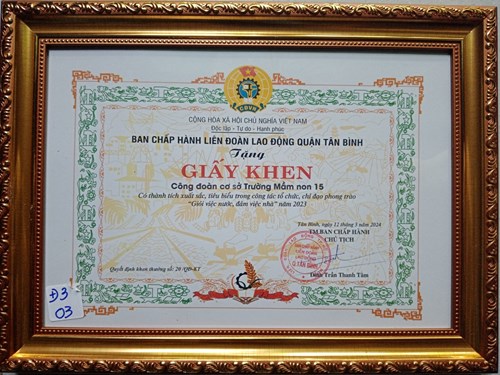 CỘNG HÒA XÃ HỘI CHỦ NGHĨA VIỆT NAM
Độc lập - Tự do - Hạnh phúc
BAN CHẤP HÀNH LIÊN ĐOÀN LAO ĐỘNG QUẬN TÂN BÌNH
Tặng
GIẤY KHEN
Công đoàn cơ sở Trường Mầm non 15
Có thành tích xuất sắc, tiêu biểu trong công tác tổ chức, chỉ đạo phong trào
"Giỏi việc nước, đảm việc nhà" năm 2023
Tân Bình, ngày 12 tháng 3 năm 2024
TM BAN CHẤP HÀNH
CHỦ TỊCH
Q.TÂN BÌNH
Quyết định khen thưởng số: 20 /QĐ-KT
Trần Thanh Tâm
Đ3
03